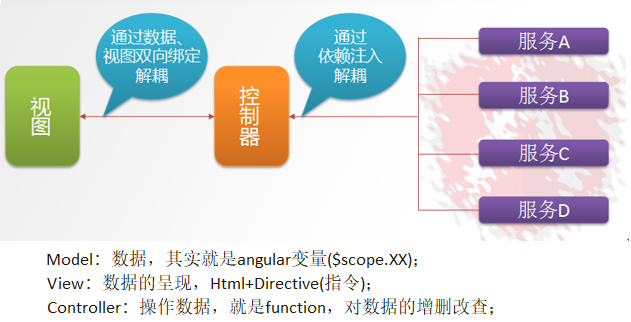 通过数据、
视图双向绑定
解耦
通过
依赖注入
解耦
视图
控制器
服务A
服务B
服务C
服务D
Model：数据，其实就是angular变量($scope.XX)；
View：数据的呈现，Html+Directive(指令)；
Controller：操作数据，就是function，对数据的增删改查；